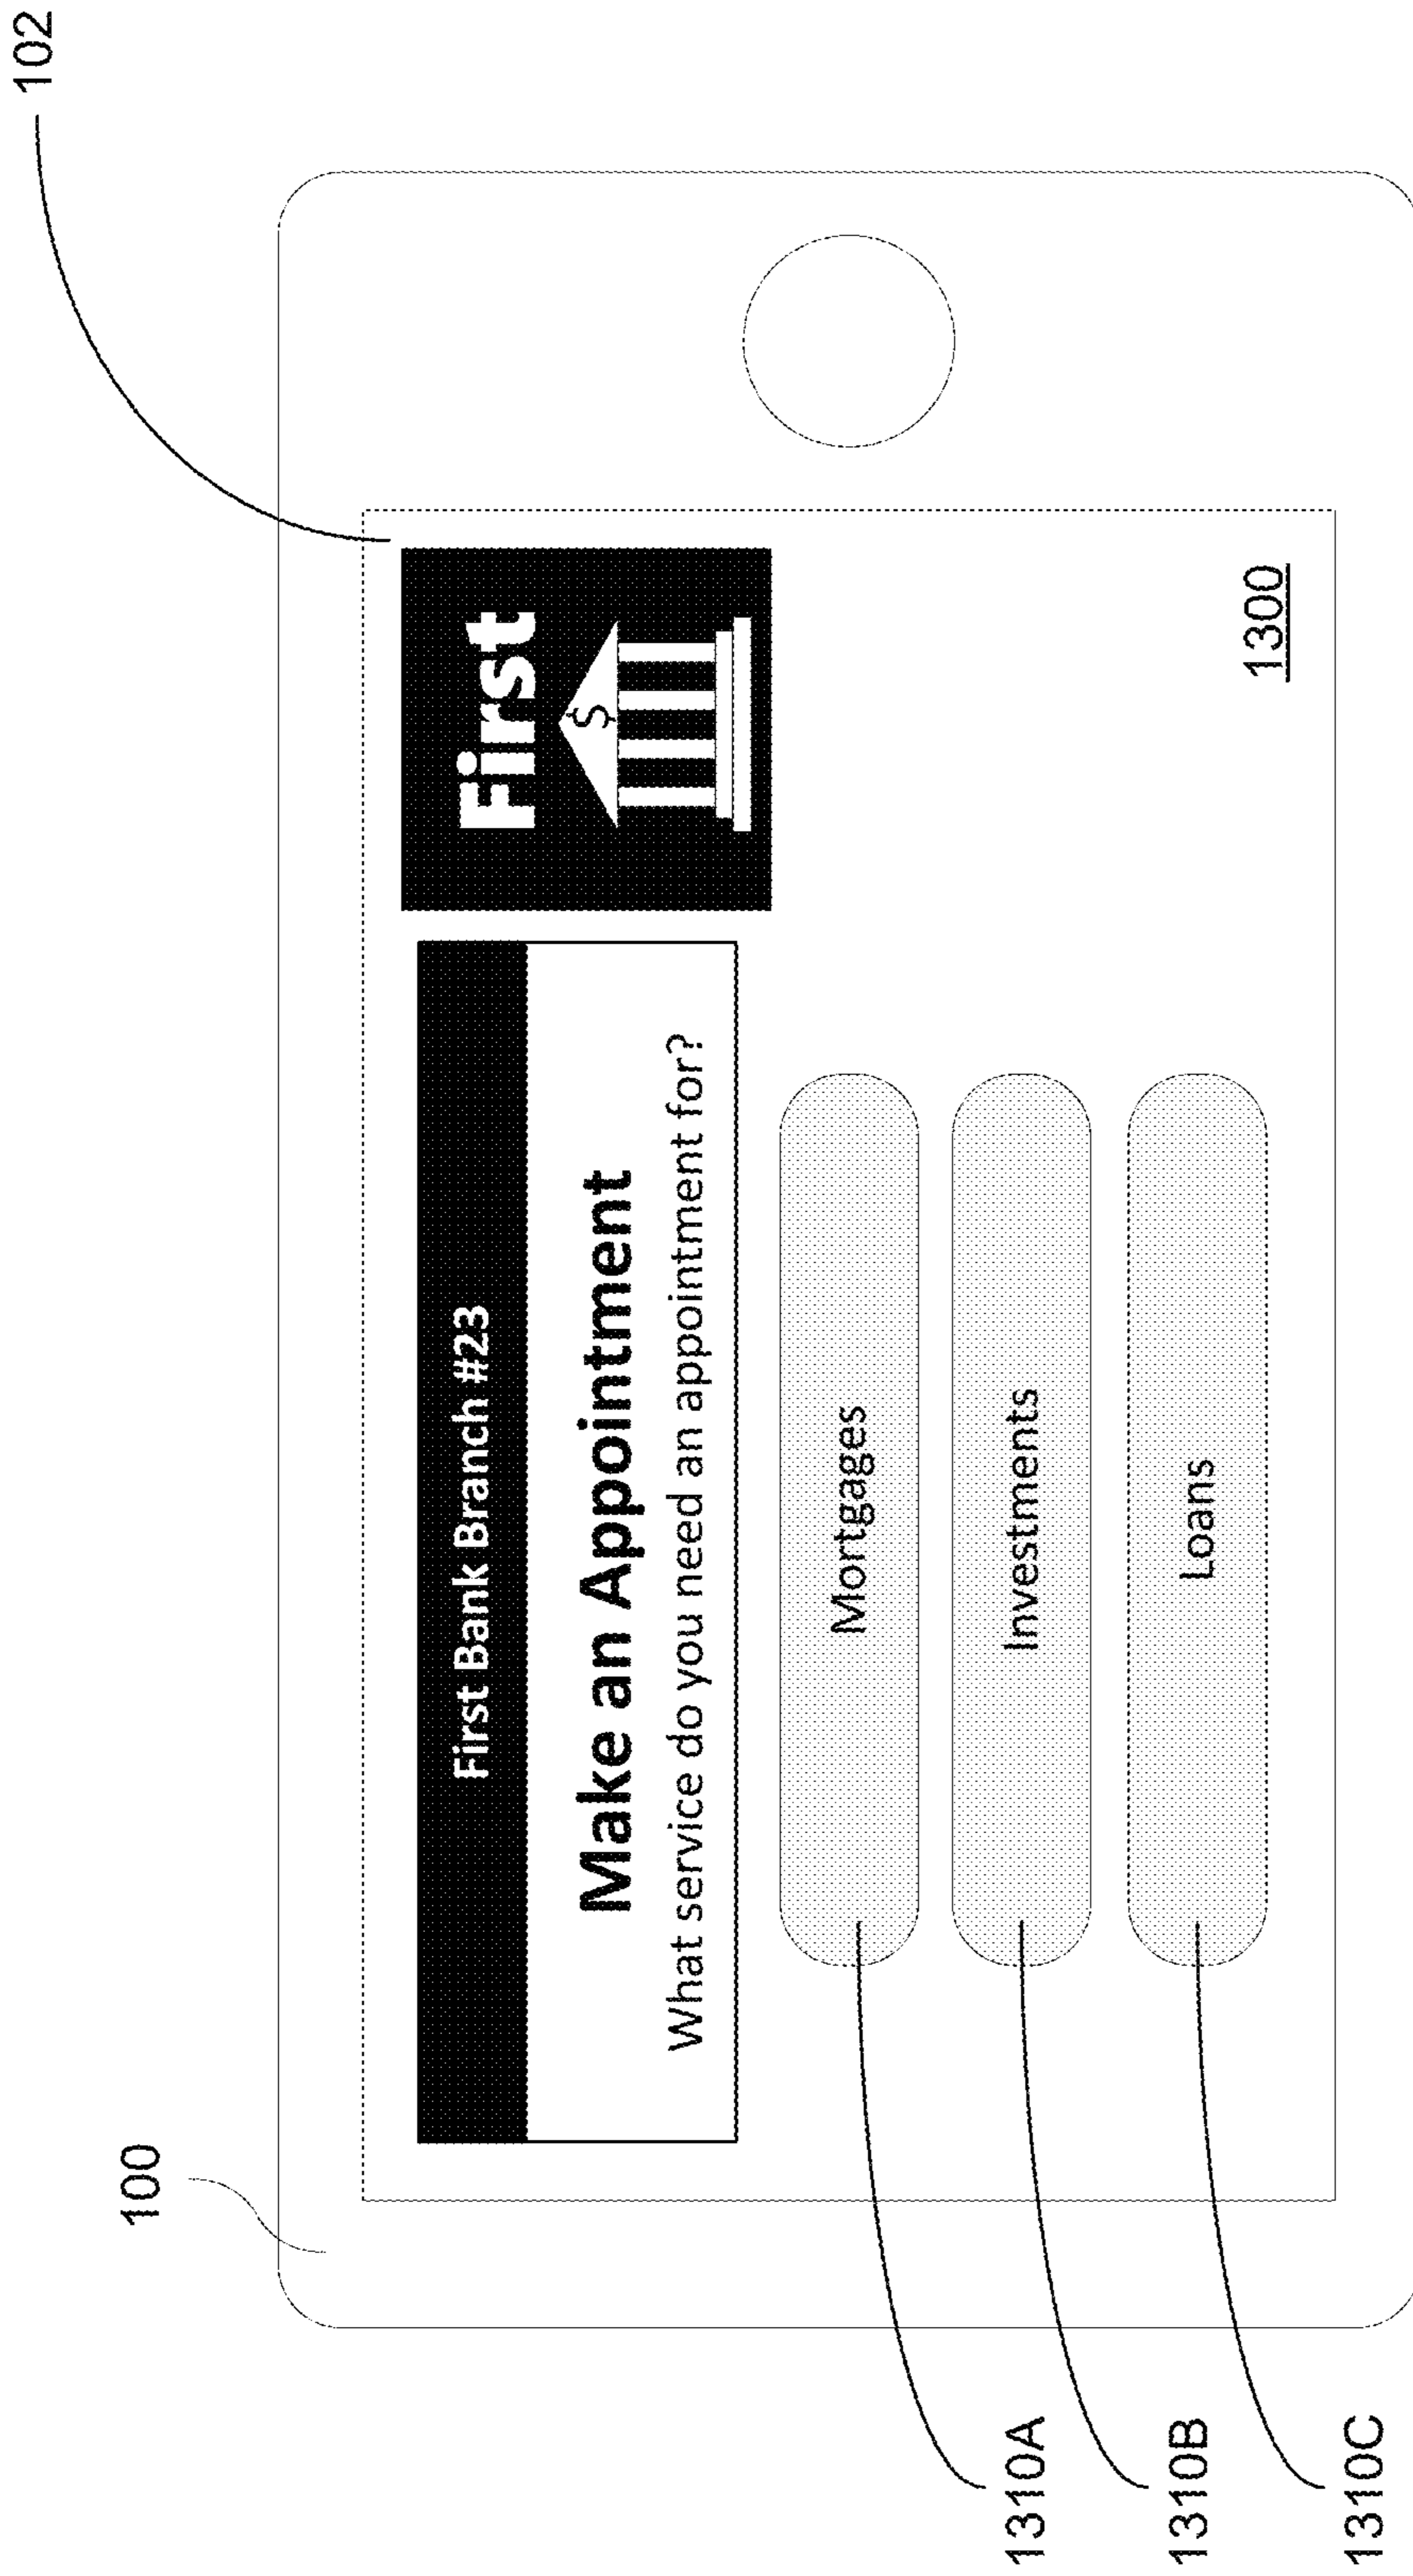 102
100
First Bank Branch #23
First
$
Make an Appointment
What service do you need an appointment for?
Mortgages
1310A
Investments
1310B
Loans
1310C
1300